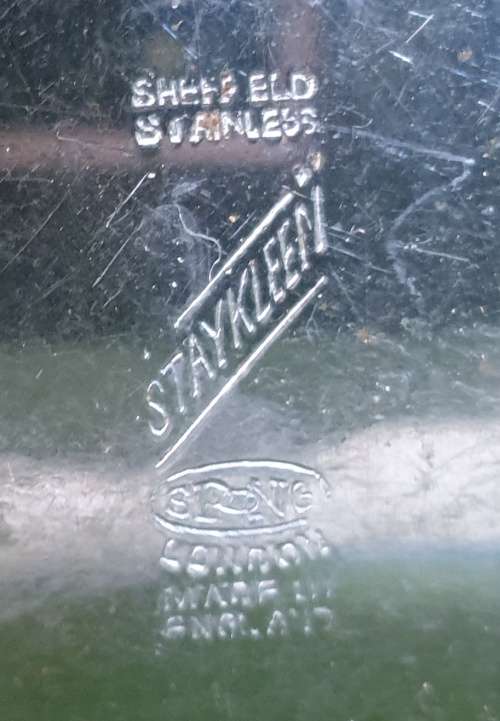 SHEFFIELD
STAINLESS
STAYKLEEN
SPONG
LONDON
MADE IN
ENGLAND